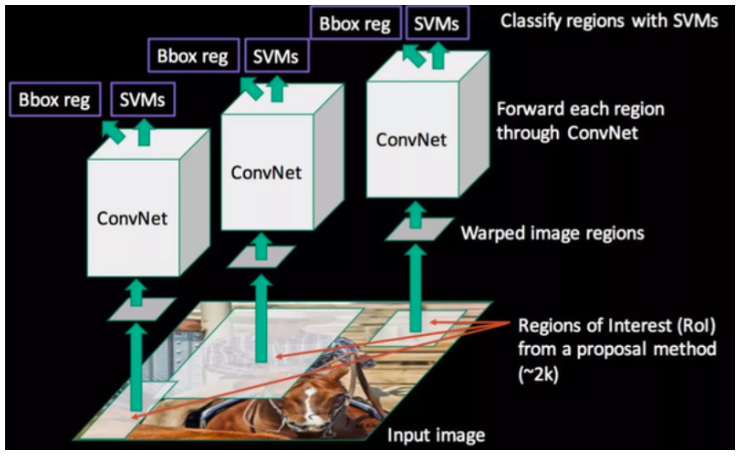 Bbox reg SVMs Classify regions with SVMs
Bbox reg SVMs
Bbox reg SVMs
Forward each region
through ConvNet
ConvNet
ConvNet
ConvNet
Warped image regions
Regions of Interest (RoI)
from a proposal method
(~2k)
Input image